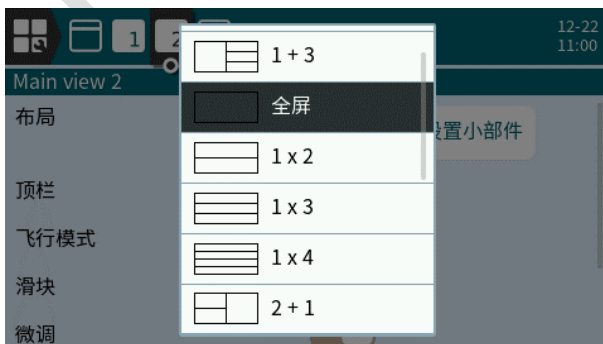 1
2
12-22
11:00
Main view 2
布局
顶栏
飞行模式
滑块
微调
1 + 3
全屏
1 x 2
1 x 3
1 x 4
2 + 1
置小部件